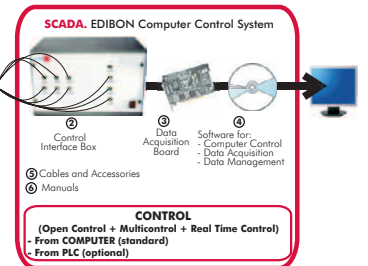 SCADA. EDIBON Computer Control System
②
Control
Interface Box
③
Data
Acquisition
Board
④
Software for:
- Computer Control
- Data Acquisition
- Data Management
⑤ Cables and Accessories
⑥ Manuals
CONTROL
(Open Control + Multicontrol + Real Time Control)
- From COMPUTER (standard)
- From PLC (optional)